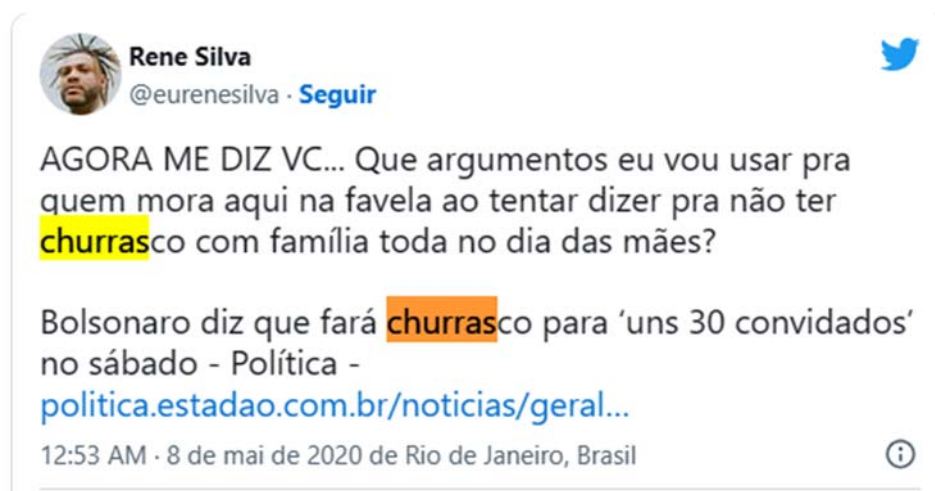 Rene Silva
@eurenesilva · Seguir
AGORA ME DIZ VC... Que argumentos eu vou usar pra
quem mora aqui na favela ao tentar dizer pra não ter
churrasco com família toda no dia das mães?
Bolsonaro diz que fará churrasco para ‘uns 30 convidados’
no sábado - Política -
politica.estadao.com.br/noticias/geral...
12:53 AM · 8 de mai de 2020 de Rio de Janeiro, Brasil